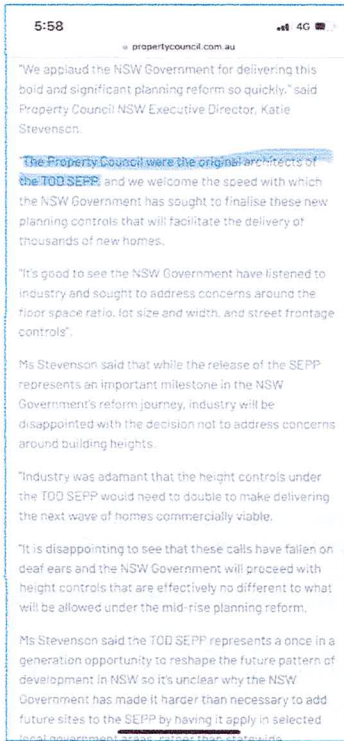 5:58
4G
propertycouncil.com.au
"We applaud the NSW Government for delivering this
bold and significant planning reform so quickly," said
Property Council NSW Executive Director, Katie
Stevenson.
"The Property Council were the original architects of
the TOD SEPP, and we welcome the speed with which
the NSW Government has sought to finalise these new
planning controls that will facilitate the delivery of
thousands of new homes.
"It's good to see the NSW Government have listened to
industry and sought to address concerns around the
floor space ratio, lot size and width, and street frontage
controls".
Ms Stevenson said that while the release of the SEPP
represents an important milestone in the NSW
Government's reform journey, industry will be
disappointed with the decision not to address concerns
around building heights.
"Industry was adamant that the height controls under
the TOD SEPP would need to double to make delivering
the next wave of homes commercially viable.
"It is disappointing to see that these calls have fallen on
deaf ears and the NSW Government will proceed with
height controls that are effectively no different to what
will be allowed under the mid-rise planning reform.
Ms Stevenson said the TOD SEPP represents a once in a
generation opportunity to reshape the future pattern of
development in NSW so it's unclear why the NSW
Government has made it harder than necessary to add
future sites to the SEPP by having it apply in selected
local government areas, rather than statewide